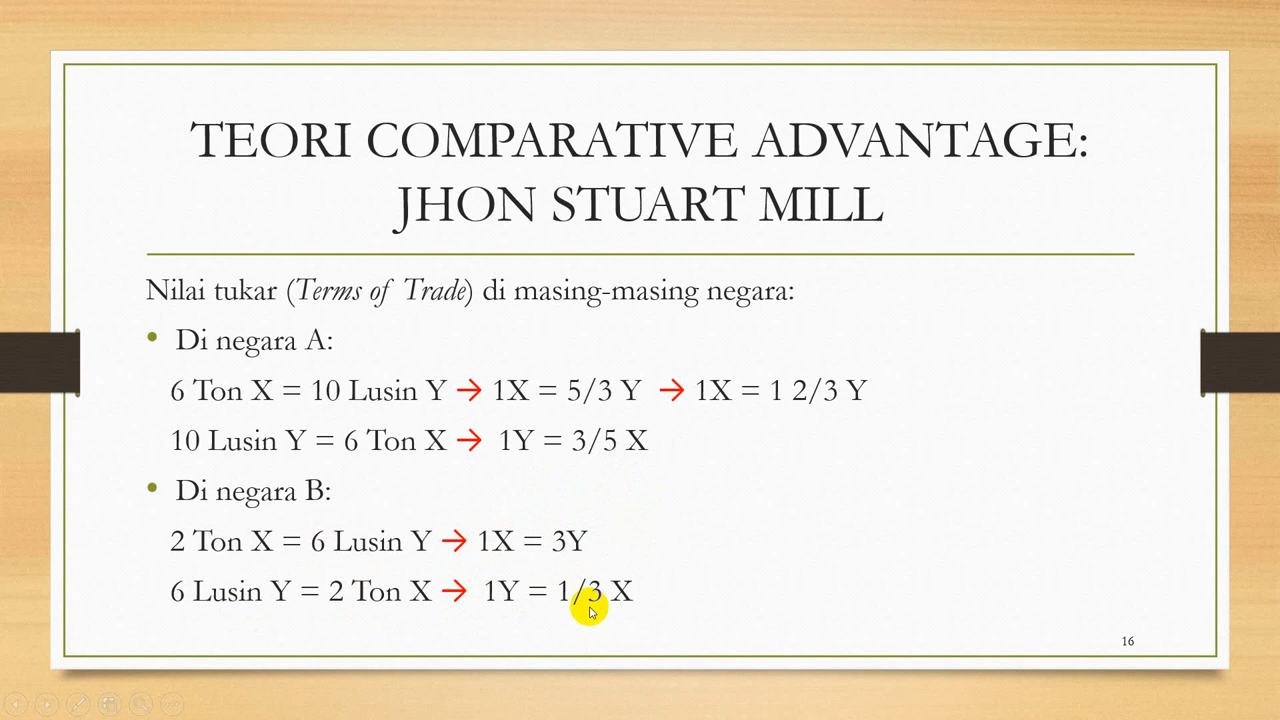 TEORI COMPARATIVE ADVANTAGE:
JHON STUART MILL
Nilai tukar (Terms of Trade) di masing-masing negara:
• Di negara A:
6 Ton X = 10 Lusin Y → 1X = 5/3 Y → 1X = 1 2/3 Y
10 Lusin Y = 6 Ton X → 1Y = 3/5 X
• Di negara B:
2 Ton X = 6 Lusin Y → 1X = 3Y
6 Lusin Y = 2 Ton X → 1Y = 1/3 X
16